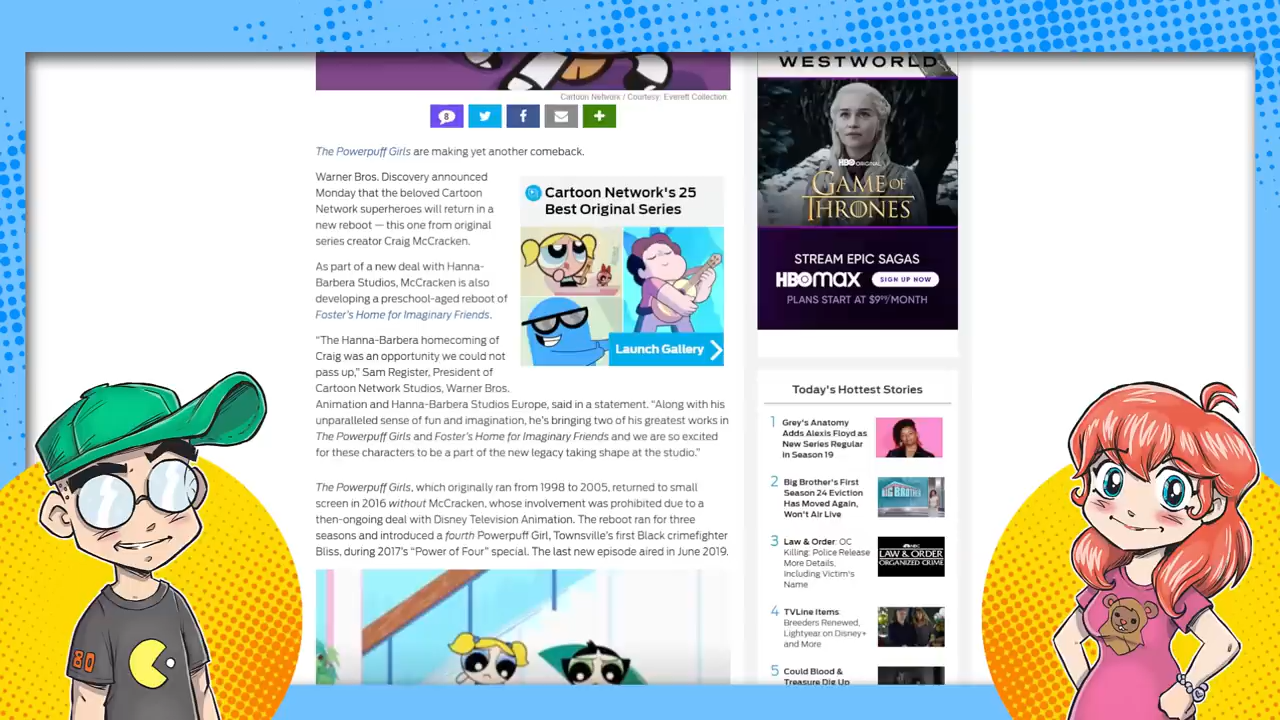 Cartoon Network / Courtesy: Everett Collection
8
The Powerpuff Girls are making yet another comeback.
Warner Bros. Discovery announced
Monday that the beloved Cartoon
Network superheroes will return in a
new reboot — this one from original
series creator Craig McCracken.
As part of a new deal with Hanna-
Barbera Studios, McCracken is also
developing a preschool-aged reboot of
Foster's Home for Imaginary Friends.
"The Hanna-Barbera homecoming of
Craig was an opportunity we could not
pass up," Sam Register, President of
Cartoon Network Studios, Warner Bros.
Animation and Hanna-Barbera Studios Europe, said in a statement. "Along with his
unparalleled sense of fun and imagination, he's bringing two of his greatest works in
The Powerpuff Girls and Foster's Home for Imaginary Friends and we are so excited
for these characters to be a part of the new legacy taking shape at the studio."
The Powerpuff Girls, which originally ran from 1998 to 2005, returned to small
screen in 2016 without McCracken, whose involvement was prohibited due to a
then-ongoing deal with Disney Television Animation. The reboot ran for three
seasons and introduced a fourth Powerpuff Girl, Townsville's first Black crimefighter
Bliss, during 2017's "Power of Four" special. The last new episode aired in June 2019.
Cartoon Network's 25
Best Original Series
Launch Gallery
WESTWORLD
HBO ORIGINAL
GAME OF
THRONES
STREAM EPIC SAGAS
HBOMAX SIGN UP NOW
PLANS START AT $9.99/MONTH
Today's Hottest Stories
1 Grey's Anatomy
Adds Alexis Floyd as
New Series Regular
in Season 19
2 Big Brother's First
Season 24 Eviction
Has Moved Again,
Won't Air Live
BIG BROTHER
3 Law & Order: OC
Killing: Police Release
More Details,
Including Victim's
Name
NBC
LAW & ORDER
ORGANIZED CRIME
4 TVLine Items:
Breeders Renewed,
Lightyear on Disney+
and More
5 Could Blood &
Treasure Dig Up
80